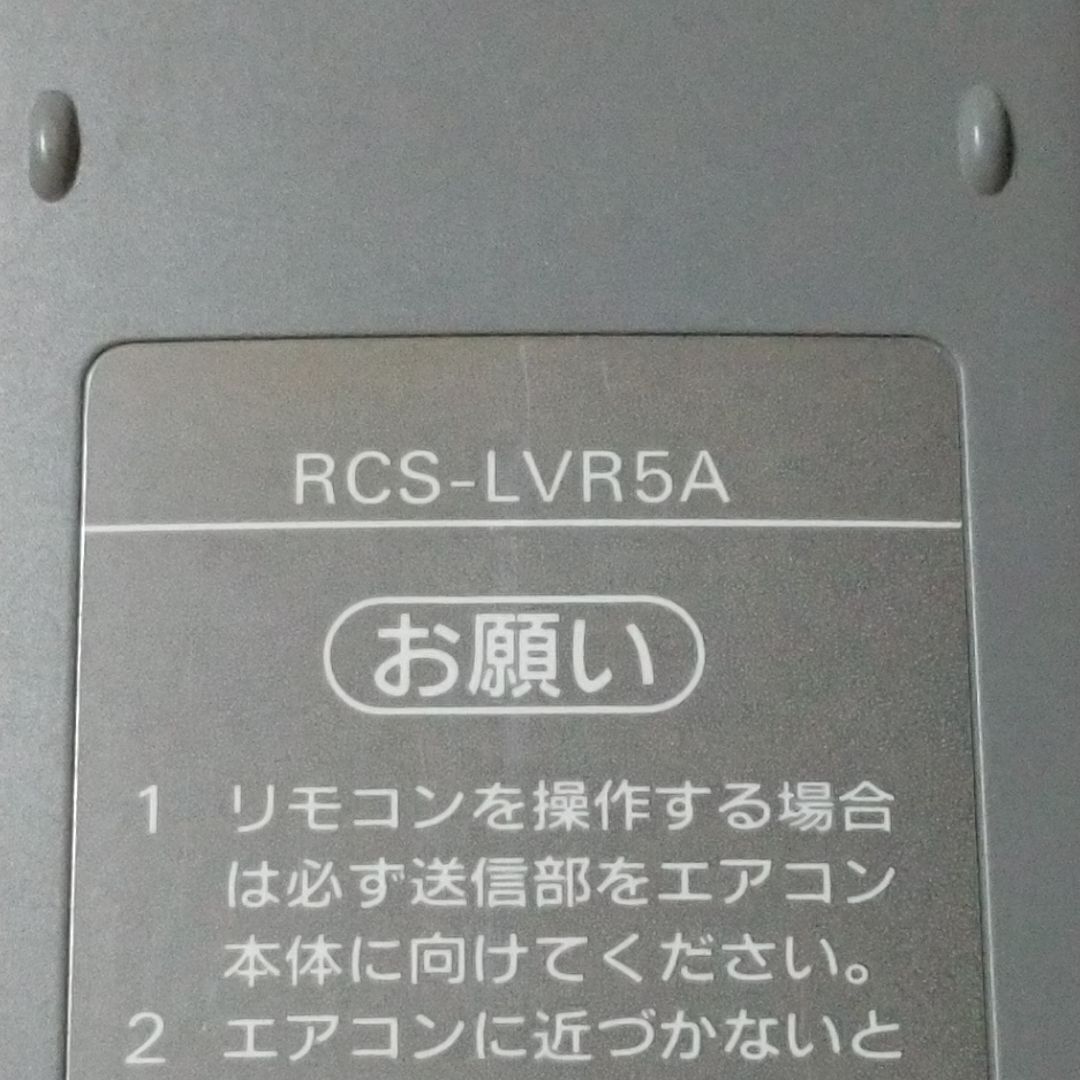 RCS-LVR5A
お願い
1 リモコンを操作する場合
は必ず送信部をエアコン
本体に向けてください。
2 エアコンに近づかないと